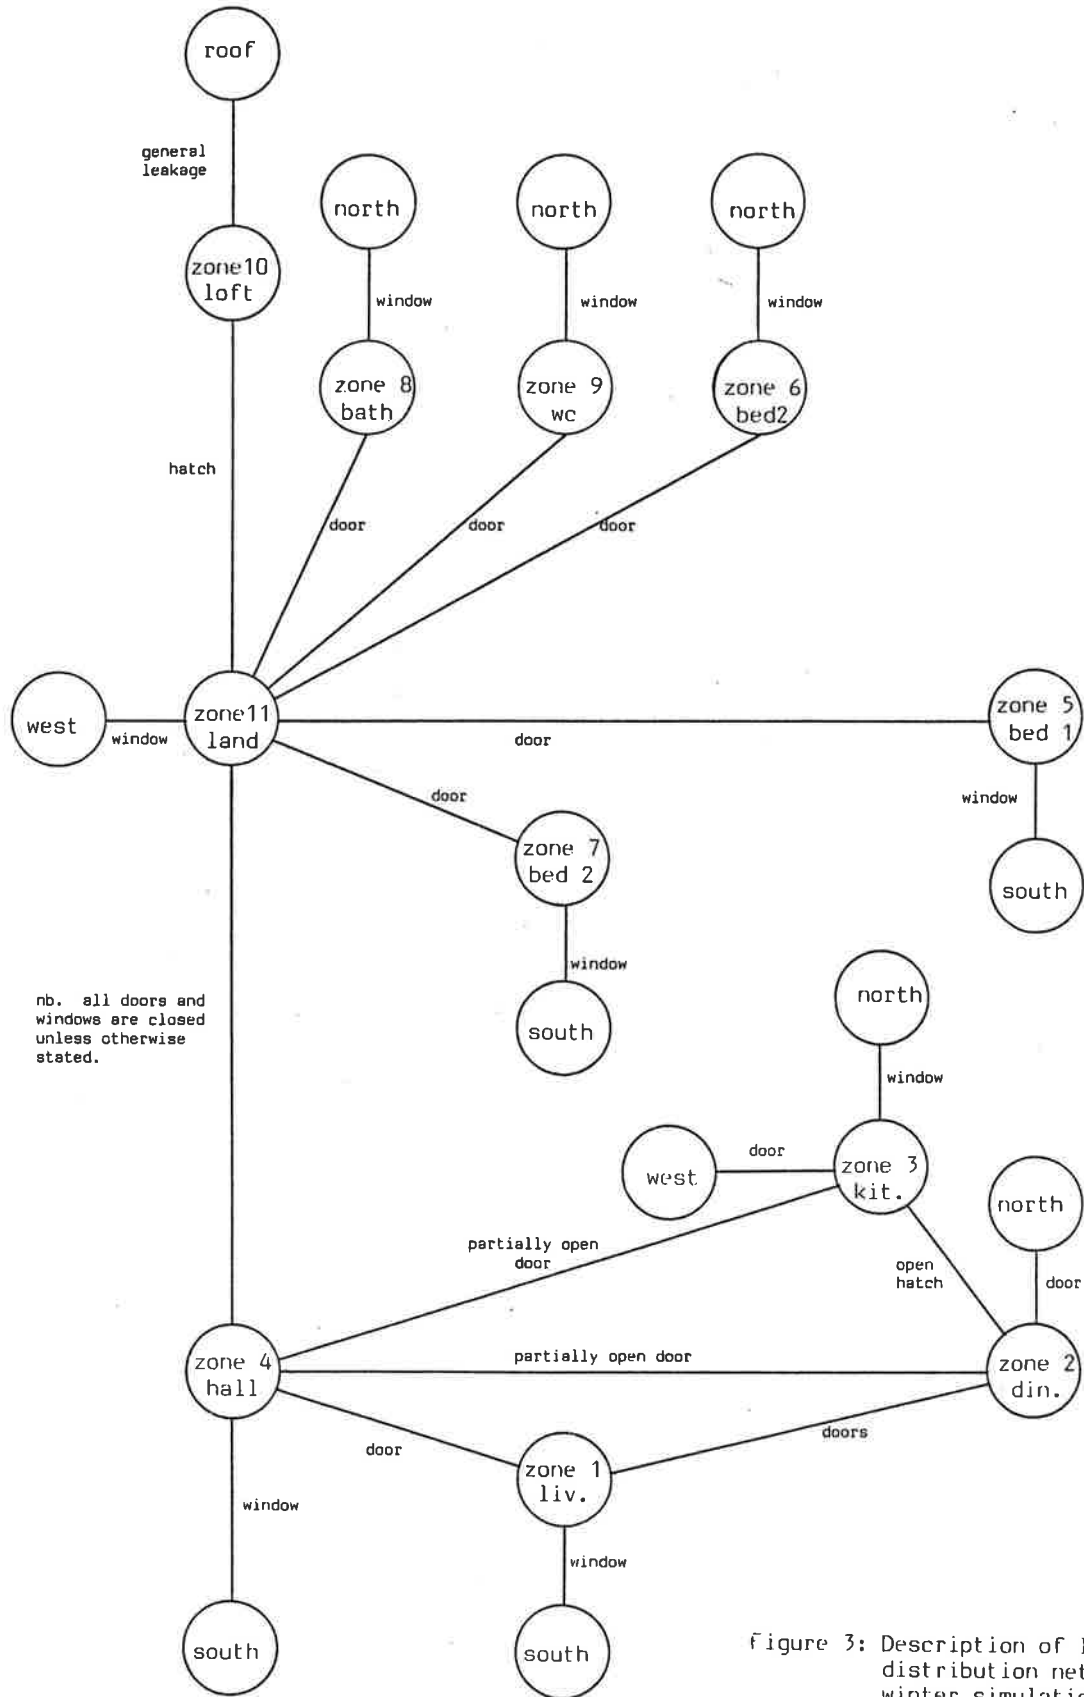 roof
general
leakage
north
north
north
zone10
loft
window
window
window
zone 8
bath
zone 9
wc
zone 6
bed2
hatch
door
door
door
west
window
zone11
land
door
zone 5
bed 1
door
window
zone 7
bed 2
south
window
south
nb. all doors and
windows are closed
unless otherwise
stated.
north
window
west
door
zone 3
kit.
north
partially open
door
open
hatch
door
zone 4
hall
partially open door
zone 2
din.
door
doors
zone 1
liv.
window
window
south
south
Figure 3: Description of
distribution
winter